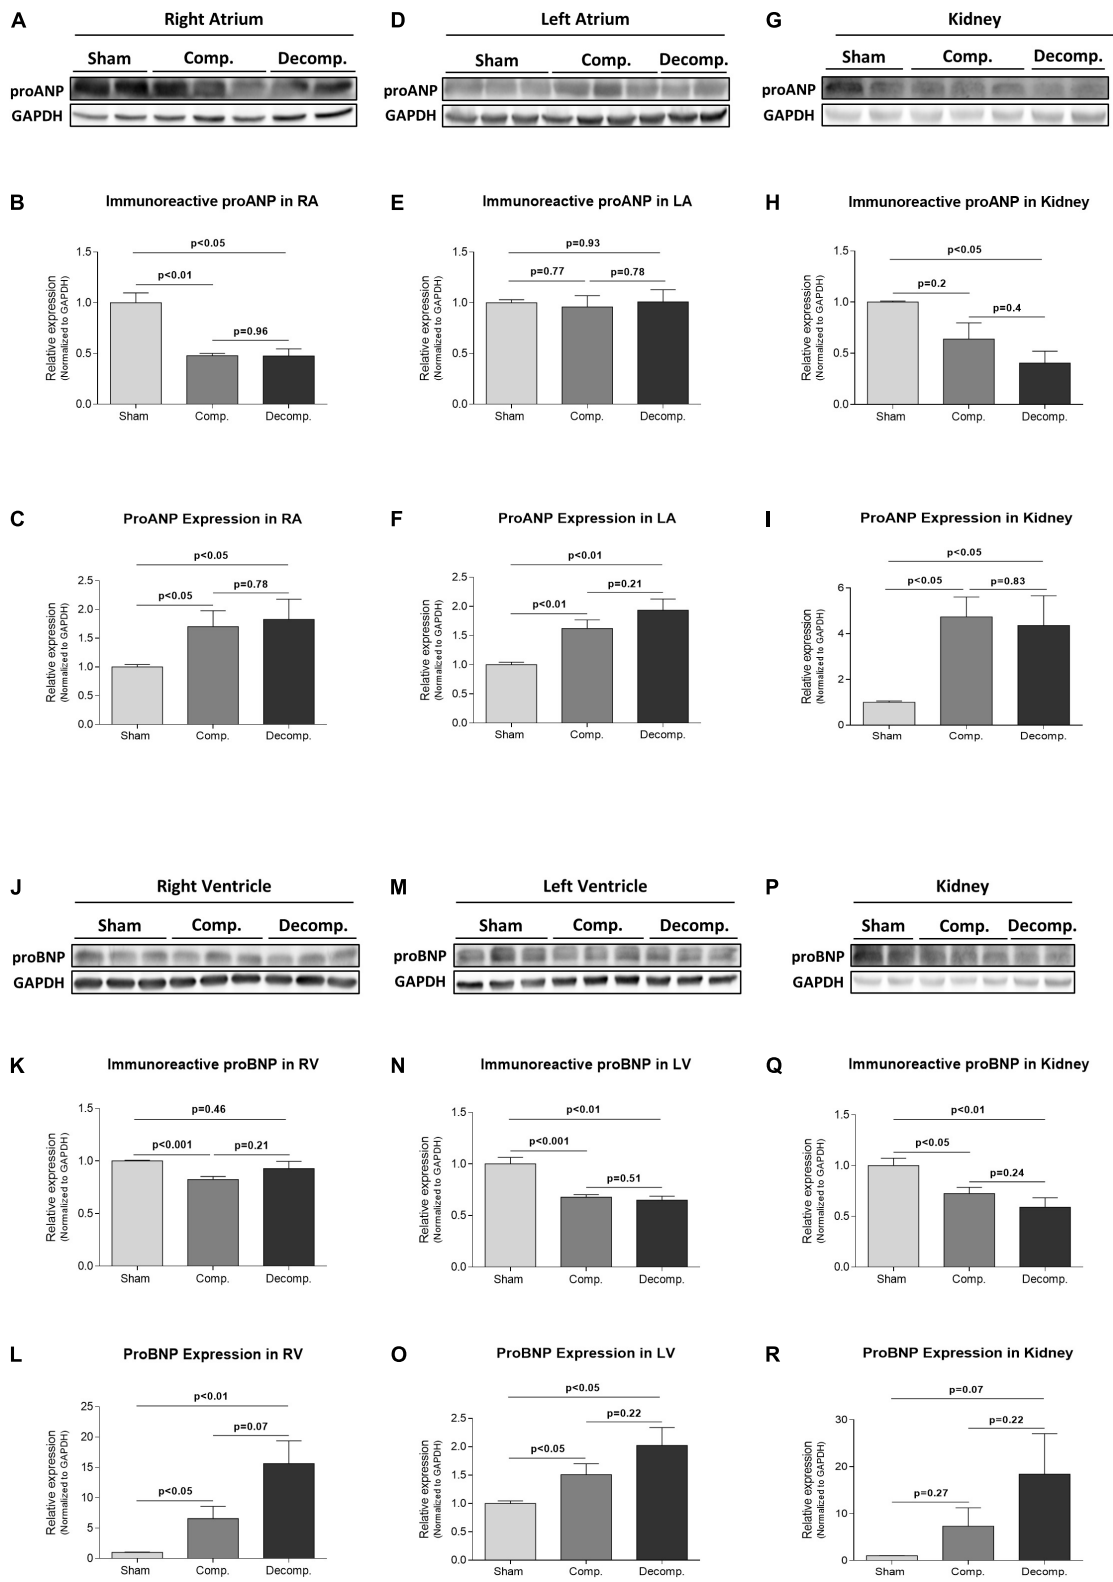 A Right Atrium
Sham Comp. Decomp.
proANP
GAPDH
D Left Atrium
Sham Comp. Decomp.
proANP
GAPDH
G Kidney
Sham Comp. Decomp.
proANP
GAPDH
B Immunoreactive proANP in RA
Relative expression
(Normalized to GAPDH)
1.5
1.0
0.5
0.0
p<0.05
p<0.01
p=0.96
Sham Comp. Decomp.
E Immunoreactive proANP in LA
Relative expression
(Normalized to GAPDH)
1.5
1.0
0.5
0.0
p=0.93
p=0.77
p=0.78
Sham Comp. Decomp.
H Immunoreactive proANP in Kidney
Relative expression
(Normalized to GAPDH)
1.5
1.0
0.5
0.0
p<0.05
p=0.2
p=0.4
Sham Comp. Decomp.
C ProANP Expression in RA
Relative expression
(Normalized to GAPDH)
2.5
2.0
1.5
1.0
0.5
0.0
p<0.05
p=0.78
p<0.05
Sham Comp. Decomp.
F ProANP Expression in LA
Relative expression
(Normalized to GAPDH)
2.5
2.0
1.5
1.0
0.5
0.0
p<0.01
p=0.21
p<0.01
Sham Comp. Decomp.
I ProANP Expression in Kidney
Relative expression
(Normalized to GAPDH)
6
4
2
0
p<0.05
p<0.05
p=0.83
Sham Comp. Decomp.
J Right Ventricle
Sham Comp. Decomp.
proBNP
GAPDH
M Left Ventricle
Sham Comp. Decomp.
proBNP
GAPDH
P Kidney
Sham Comp. Decomp.
proBNP
GAPDH
K Immunoreactive proBNP in RV
Relative expression
(Normalized to GAPDH)
1.5
1.0
0.5
0.0
p=0.46
p<0.001
p=0.21
Sham Comp. Decomp.
N Immunoreactive proBNP in LV
Relative expression
(Normalized to GAPDH)
1.5
1.0
0.5
0.0
p<0.01
p<0.001
p=0.51
Sham Comp. Decomp.
Q Immunoreactive proBNP in Kidney
Relative expression
(Normalized to GAPDH)
1.5
1.0
0.5
0.0
p<0.01
p<0.05
p=0.24
Sham Comp. Decomp.
L ProBNP Expression in RV
Relative expression
(Normalized to GAPDH)
25
20
15
10
5
0
p<0.01
p=0.07
p<0.05
Sham Comp. Decomp.
O ProBNP Expression in LV
Relative expression
(Normalized to GAPDH)
2.5
2.0
1.5
1.0
0.5
0.0
p<0.05
p=0.22
p<0.05
Sham Comp. Decomp.
R ProBNP Expression in Kidney
Relative expression
(Normalized to GAPDH)
30
20
10
0
p=0.07
p=0.22
p=0.27
Sham Comp. Decomp.